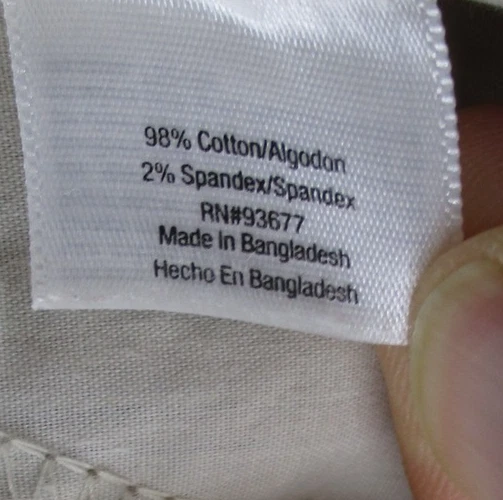 98% Cotton/Algodon
2% Spandex/Spandex
RN#93677
Made In Bangladesh
Hecho En Bangladesh